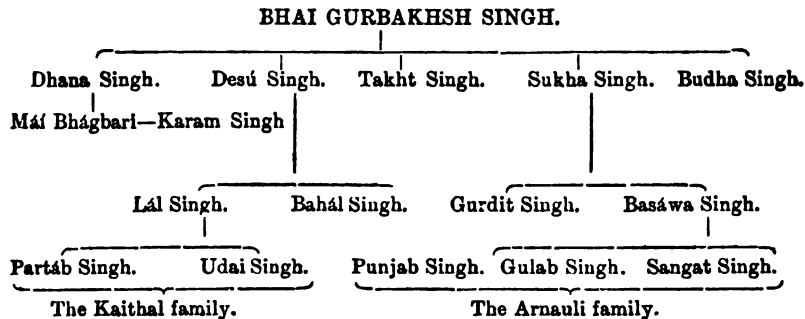 BHAI GURBAKHSH SINGH.
Dhana Singh. Desú Singh. Takht Singh. Sukha Singh. Budha Singh.
Máí Bhágbari—Karam Singh
Lál Singh. Bahál Singh. Gurdit Singh. Basáwa Singh.
Partáb Singh. Udai Singh. Punjab Singh. Gulab Singh. Sangat Singh.
The Kaithal family. The Arnauli family.